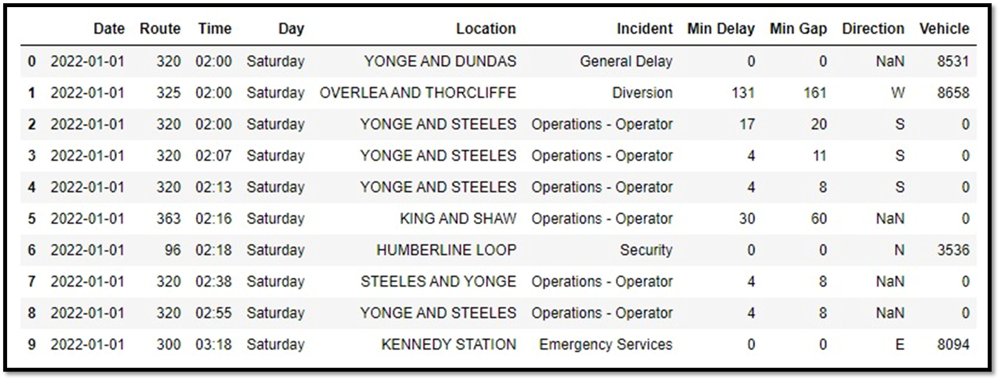 Date Route Time Day Location Incident Min Delay Min Gap Direction Vehicle
0 2022-01-01 320 02:00 Saturday YONGE AND DUNDAS General Delay 0 0 NaN 8531
1 2022-01-01 325 02:00 Saturday OVERLEA AND THORCLIFFE Diversion 131 161 W 8658
2 2022-01-01 320 02:00 Saturday YONGE AND STEELES Operations - Operator 17 20 S 0
3 2022-01-01 320 02:07 Saturday YONGE AND STEELES Operations - Operator 4 11 S 0
4 2022-01-01 320 02:13 Saturday YONGE AND STEELES Operations - Operator 4 8 S 0
5 2022-01-01 363 02:16 Saturday KING AND SHAW Operations - Operator 30 60 NaN 0
6 2022-01-01 96 02:18 Saturday HUMBERLINE LOOP Security 0 0 N 3536
7 2022-01-01 320 02:38 Saturday STEELES AND YONGE Operations - Operator 4 8 NaN 0
8 2022-01-01 320 02:55 Saturday YONGE AND STEELES Operations - Operator 4 8 NaN 0
9 2022-01-01 300 03:18 Saturday KENNEDY STATION Emergency Services 0 0 E 8094